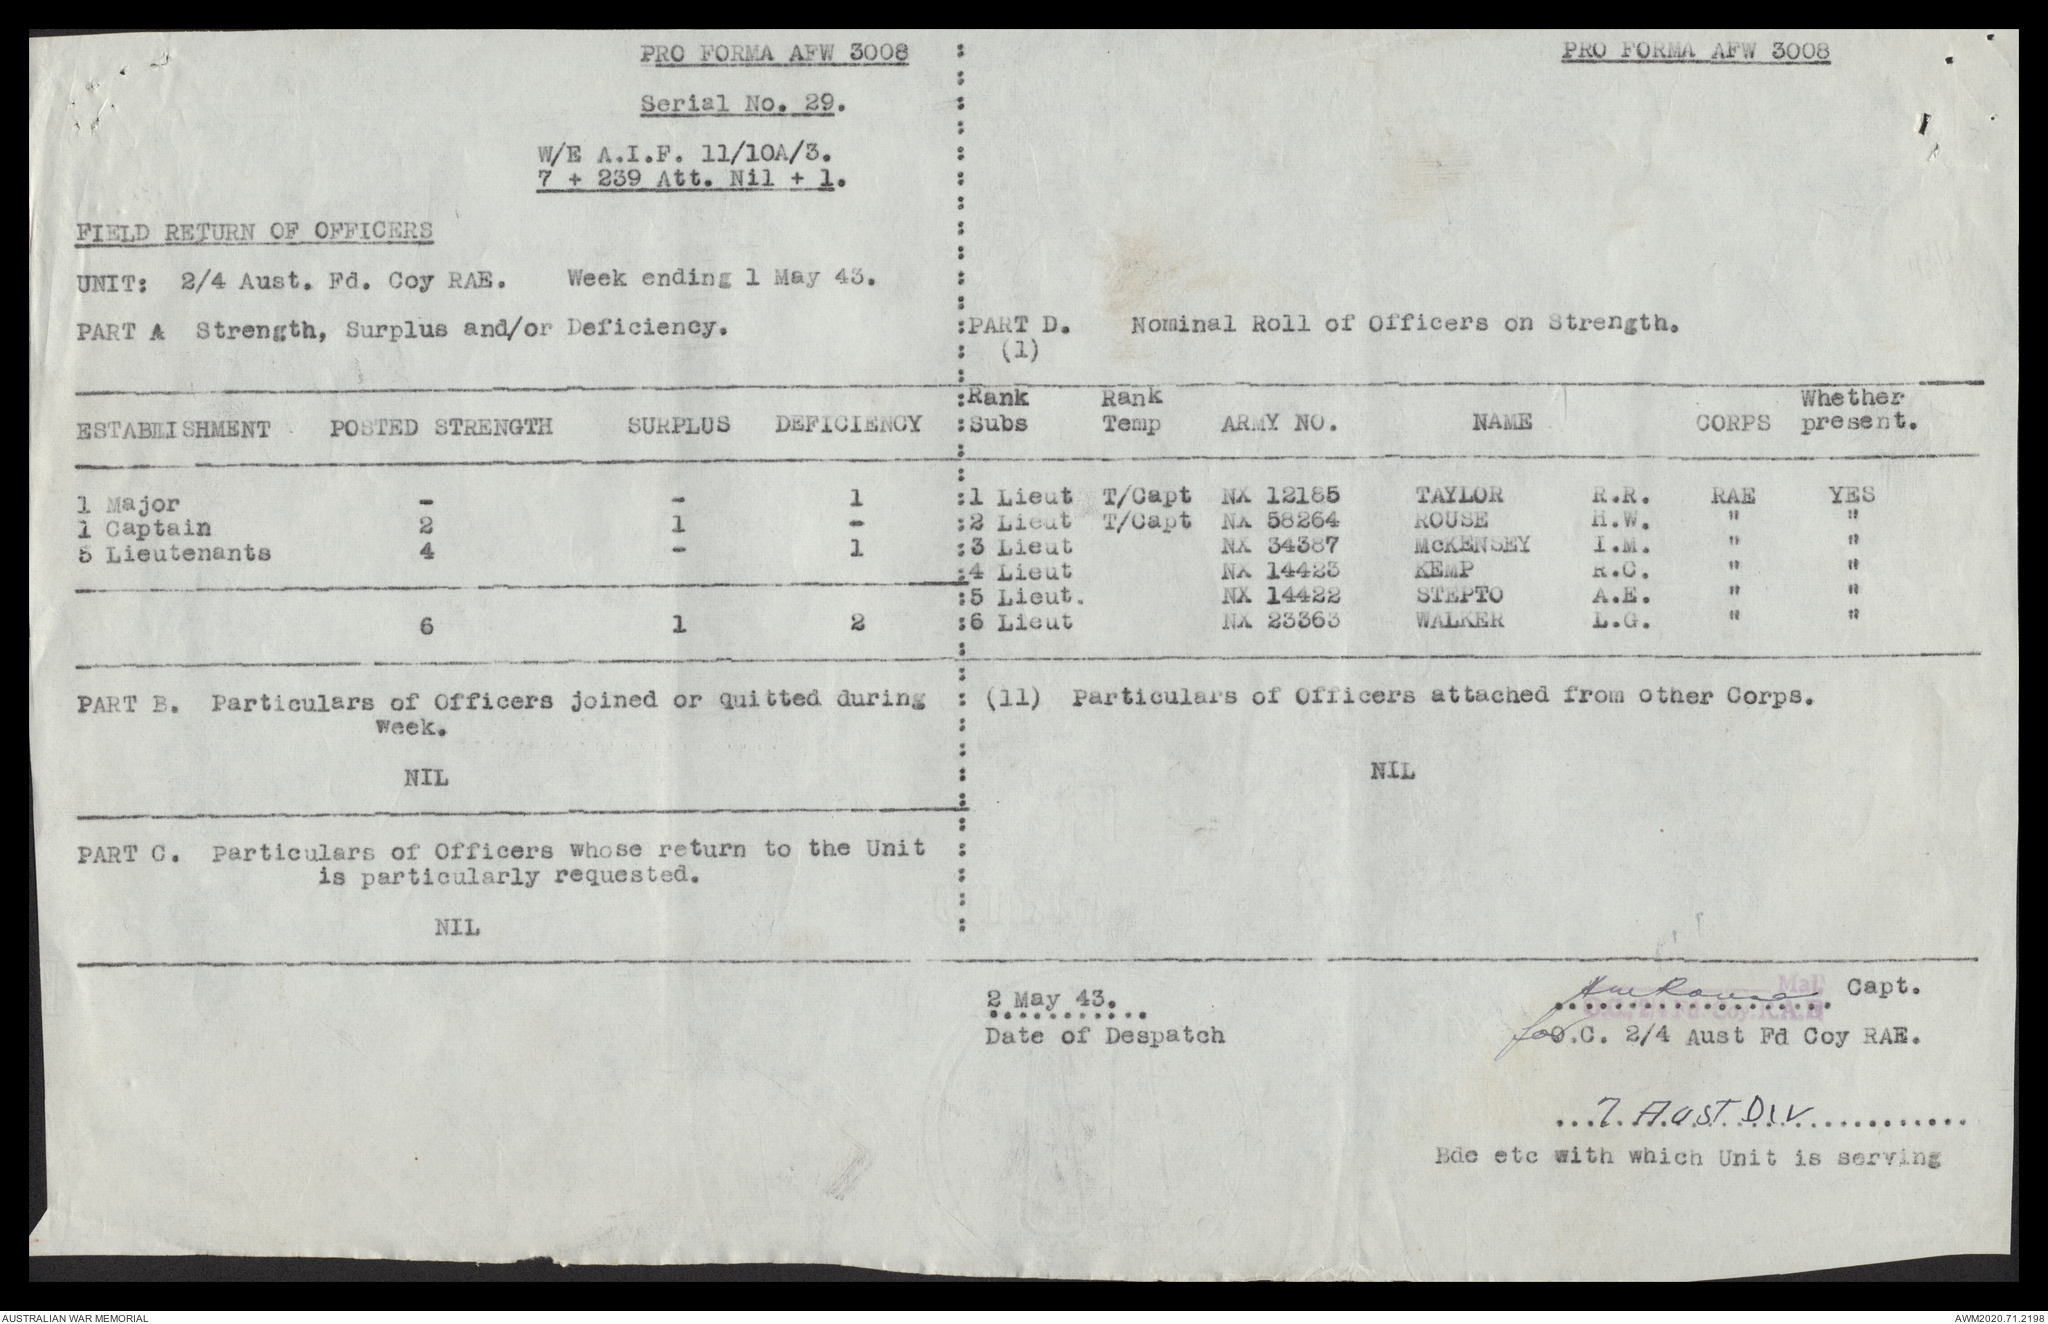 PRO FORMA AFW 3008
Serial No. 29.
W/E A.I.F. 11/10A/3.
7 + 239 Att. Nil + 1.
FIELD RETURN OF OFFICERS
UNIT: 2/4 Aust. Fd. Coy RAE. Week ending 1 May 43.
PART A Strength, Surplus and/or Deficiency.
ESTABLISHMENT POSTED STRENGTH SURPLUS DEFICIENCY
1 Major - - 1
1 Captain 2 1 -
5 Lieutenants 4 - 1
6 1 2
PART B. Particulars of Officers joined or quitted during
Week.
NIL
PART C. Particulars of Officers whose return to the Unit
is particularly requested.
NIL
PRO FORMA AFW 3008
PART D. Nominal Roll of Officers on Strength.
(1)
Rank Rank Whether
Subs Temp ARMY NO. NAME CORPS present.
1 Lieut T/Capt NX 12185 TAYLOR R.R. RAE YES
2 Lieut T/Capt NX 58264 ROUSE H.W. " "
3 Lieut NX 34387 McKENSEY I.M. " "
4 Lieut NX 14423 KEMP R.C. " "
5 Lieut. NX 14422 STEPTO A.E. " "
6 Lieut NX 23363 WALKER L.G. " "
(11) Particulars of Officers attached from other Corps.
NIL
2 May 43.
Date of Despatch
Maj
Capt.
for O.C. 2/4 Aust Fd Coy RAE.
7 Aust Div
Bde etc with which Unit is serving
AUSTRALIAN WAR MEMORIAL
AWM2020.71.2198